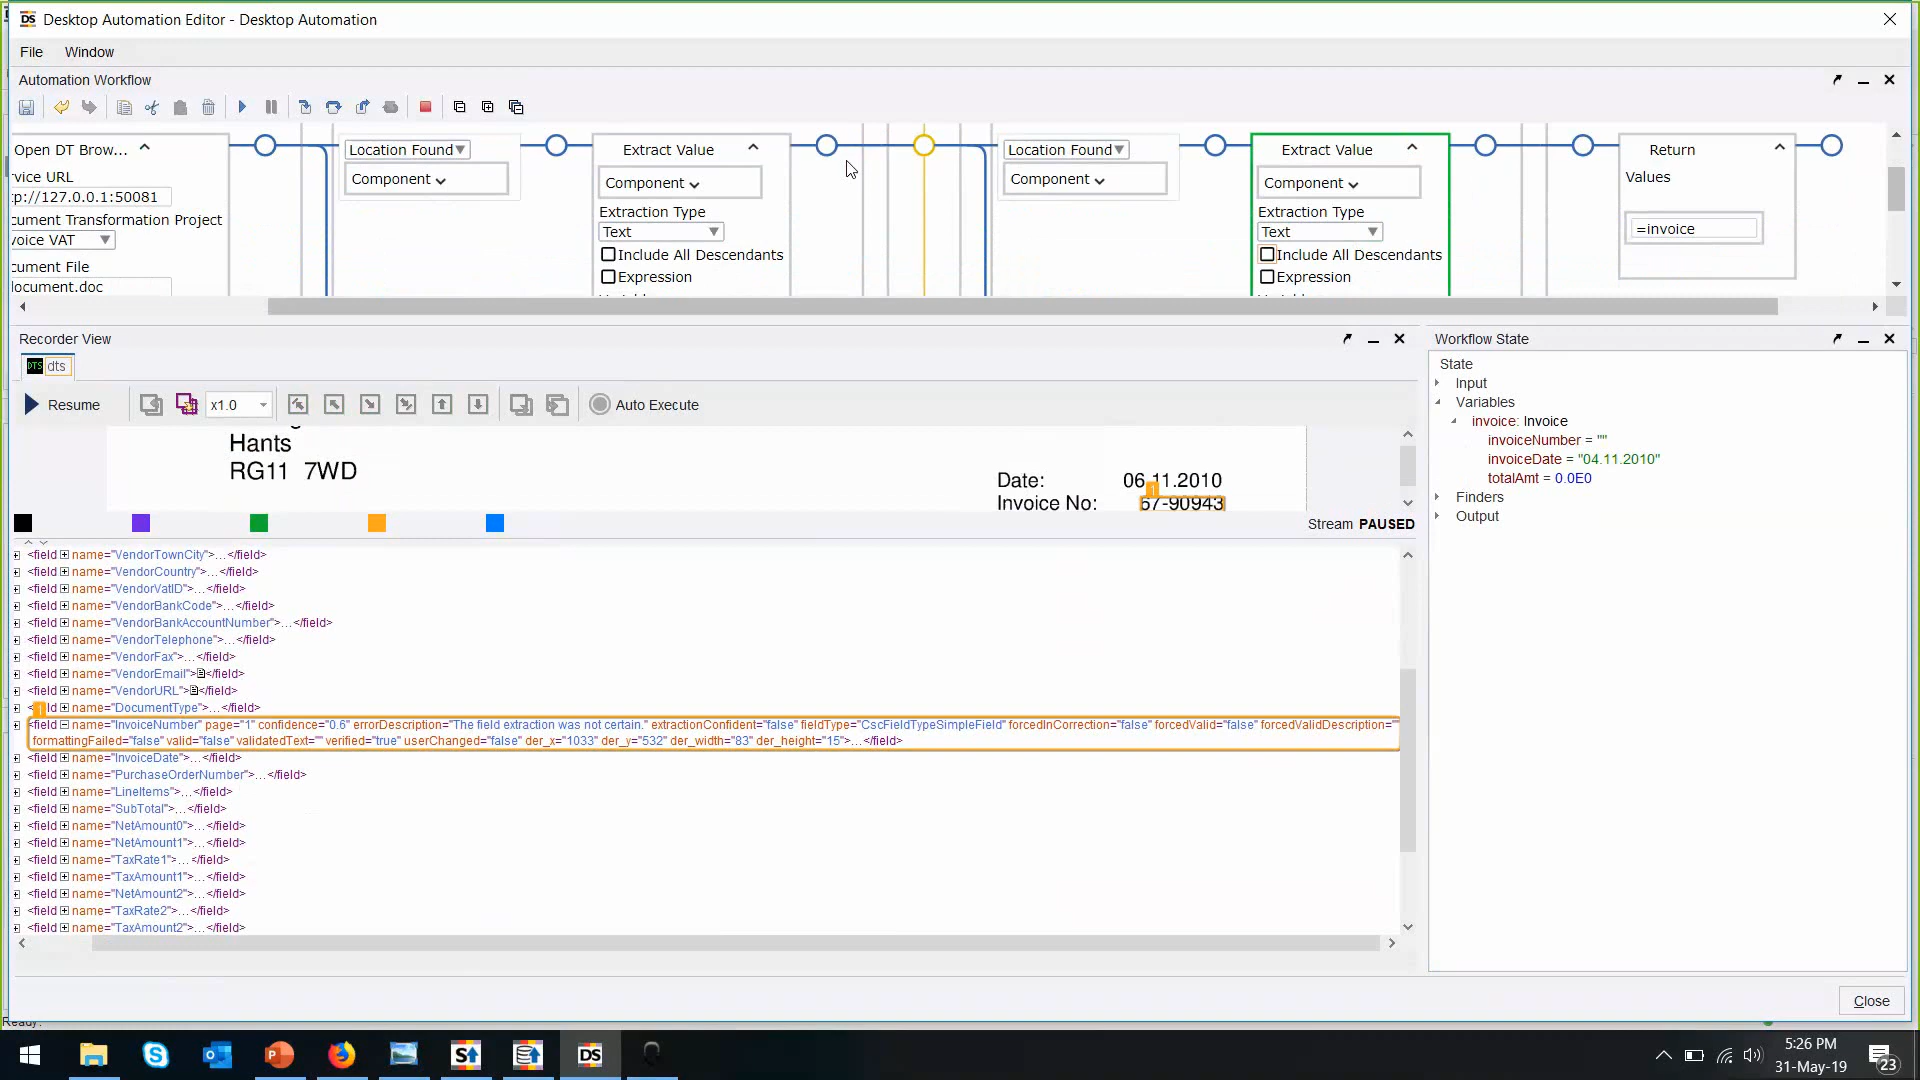 Desktop Automation Editor - Desktop Automation
File Window
Automation Workflow
Open DT Brow...
rvice URL
tp://127.0.0.1:50081
cument Transformation Project
voice VAT
cument File
document.doc
Location Found
Component
Extract Value
Component
Extraction Type
Text
Include All Descendants
Expression
Location Found
Component
Extract Value
Component
Extraction Type
Text
Include All Descendants
Expression
Return
Values
=invoice
Recorder View
DTS dts
Resume x1.0 Auto Execute
Hants
RG11 7WD
Date: 06.11.2010
Invoice No: 67-90943
Stream PAUSED
<field name="VendorTownCity">...</field>
<field name="VendorCountry">...</field>
<field name="VendorVatID">...</field>
<field name="VendorBankCode">...</field>
<field name="VendorBankAccountNumber">...</field>
<field name="VendorTelephone">...</field>
<field name="VendorFax">...</field>
<field name="VendorEmail"></field>
<field name="VendorURL"></field>
name="DocumentType">...</field>
<field name="InvoiceNumber" page="1" confidence="0.6" errorDescription="The field extraction was not certain." extractionConfident="false" fieldType="CscFieldTypeSimpleField" forcedInCorrection="false" forcedValid="false" forcedValidDescription=""
formattingFailed="false" valid="false" validatedText="" verified="true" userChanged="false" der_x="1033" der_y="532" der_width="83" der_height="15">...</field>
<field name="InvoiceDate">...</field>
<field name="PurchaseOrderNumber">...</field>
<field name="LineItems">...</field>
<field name="SubTotal">...</field>
<field name="NetAmount0">...</field>
<field name="NetAmount1">...</field>
<field name="TaxRate1">...</field>
<field name="TaxAmount1">...</field>
<field name="NetAmount2">...</field>
<field name="TaxRate2">...</field>
<field name="TaxAmount2">...</field>
Workflow State
State
Input
Variables
invoice: Invoice
invoiceNumber = ""
invoiceDate = "04.11.2010"
totalAmt = 0.0E0
Finders
Output
Close
Ready.
5:26 PM
31-May-19
23